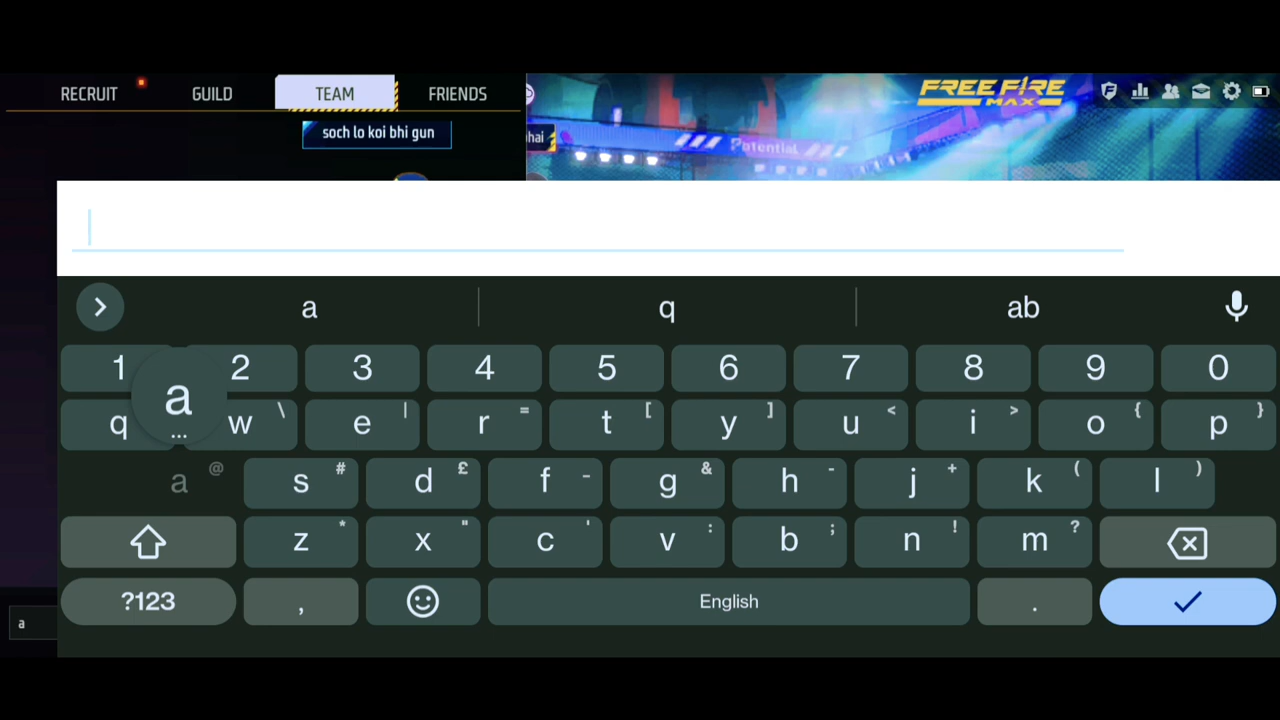 RECRUIT GUILD TEAM FRIENDS
FREE FIRE
MAX
soch lo koi bhi gun
hai
Potential
a q ab
1 2 3 4 5 6 7 8 9 0
a
q w \ e | r = t [ y ] u < i > o { p }
a @ s # d £ f _ g & h - j + k ( l )
z * x " c ' v : b ; n ! m ?
?123 , English .
a